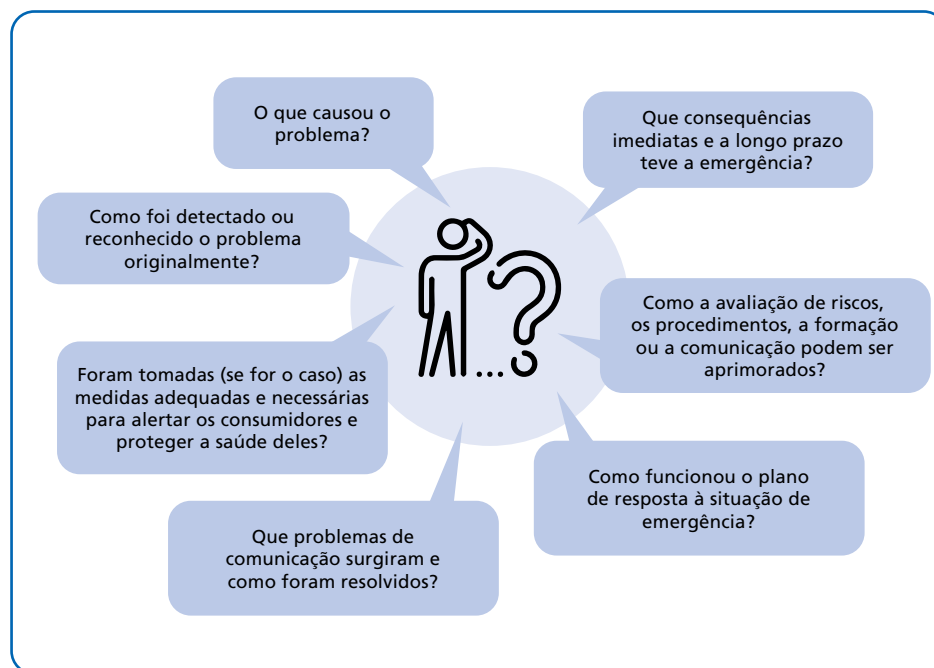 O que causou o
problema?
Que consequências
imediatas e a longo prazo
teve a emergência?
Como foi detectado ou
reconhecido o problema
originalmente?
Como a avaliação de riscos,
os procedimentos, a formação
ou a comunicação podem ser
aprimorados?
Foram tomadas (se for o caso) as
medidas adequadas e necessárias
para alertar os consumidores e
proteger a saúde deles?
Como funcionou o plano
de resposta à situação de
emergência?
Que problemas de
comunicação surgiram e
como foram resolvidos?